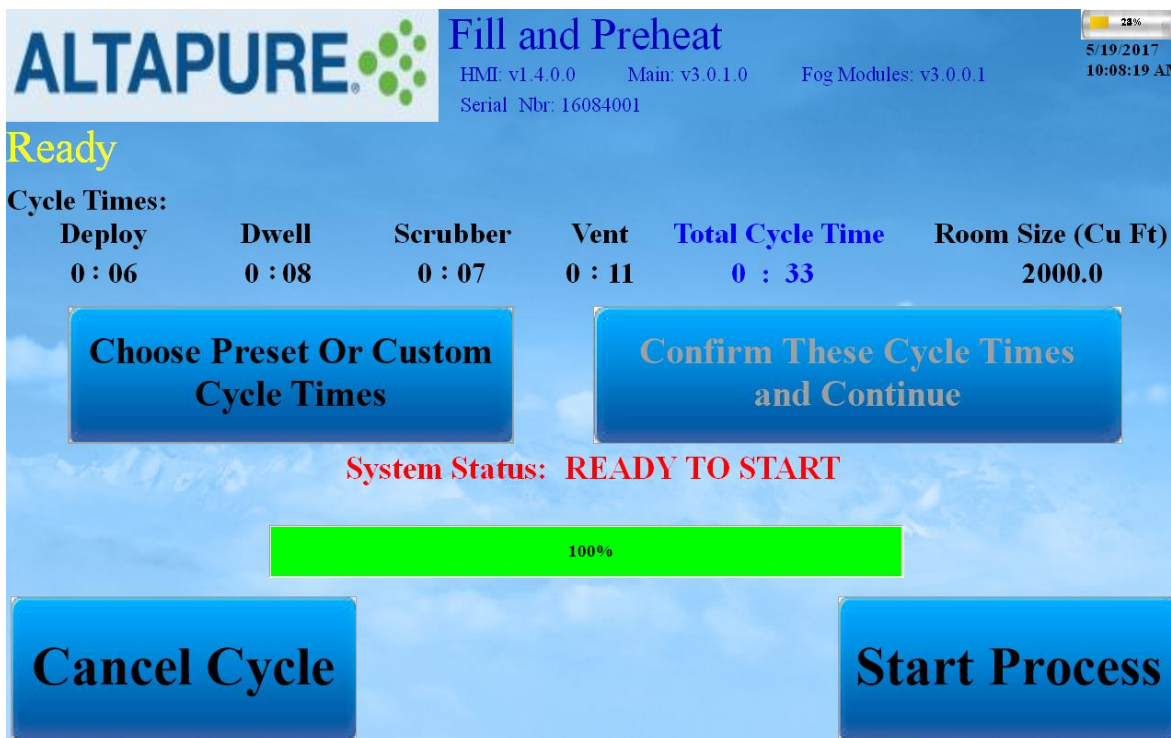 ALTAPURE®
Fill and Preheat
HMI: v1.4.0.0 Main: v3.0.1.0 Fog Modules: v3.0.0.1
Serial Nbr: 16084001
5/19/2017
10:08:19 AM
Ready
Cycle Times:
Deploy Dwell Scrubber Vent Total Cycle Time Room Size (Cu Ft)
0 : 06 0 : 08 0 : 07 0 : 11 0 : 33 2000.0
Choose Preset Or Custom
Cycle Times
Confirm These Cycle Times
and Continue
System Status: READY TO START
100%
Cancel Cycle
Start Process